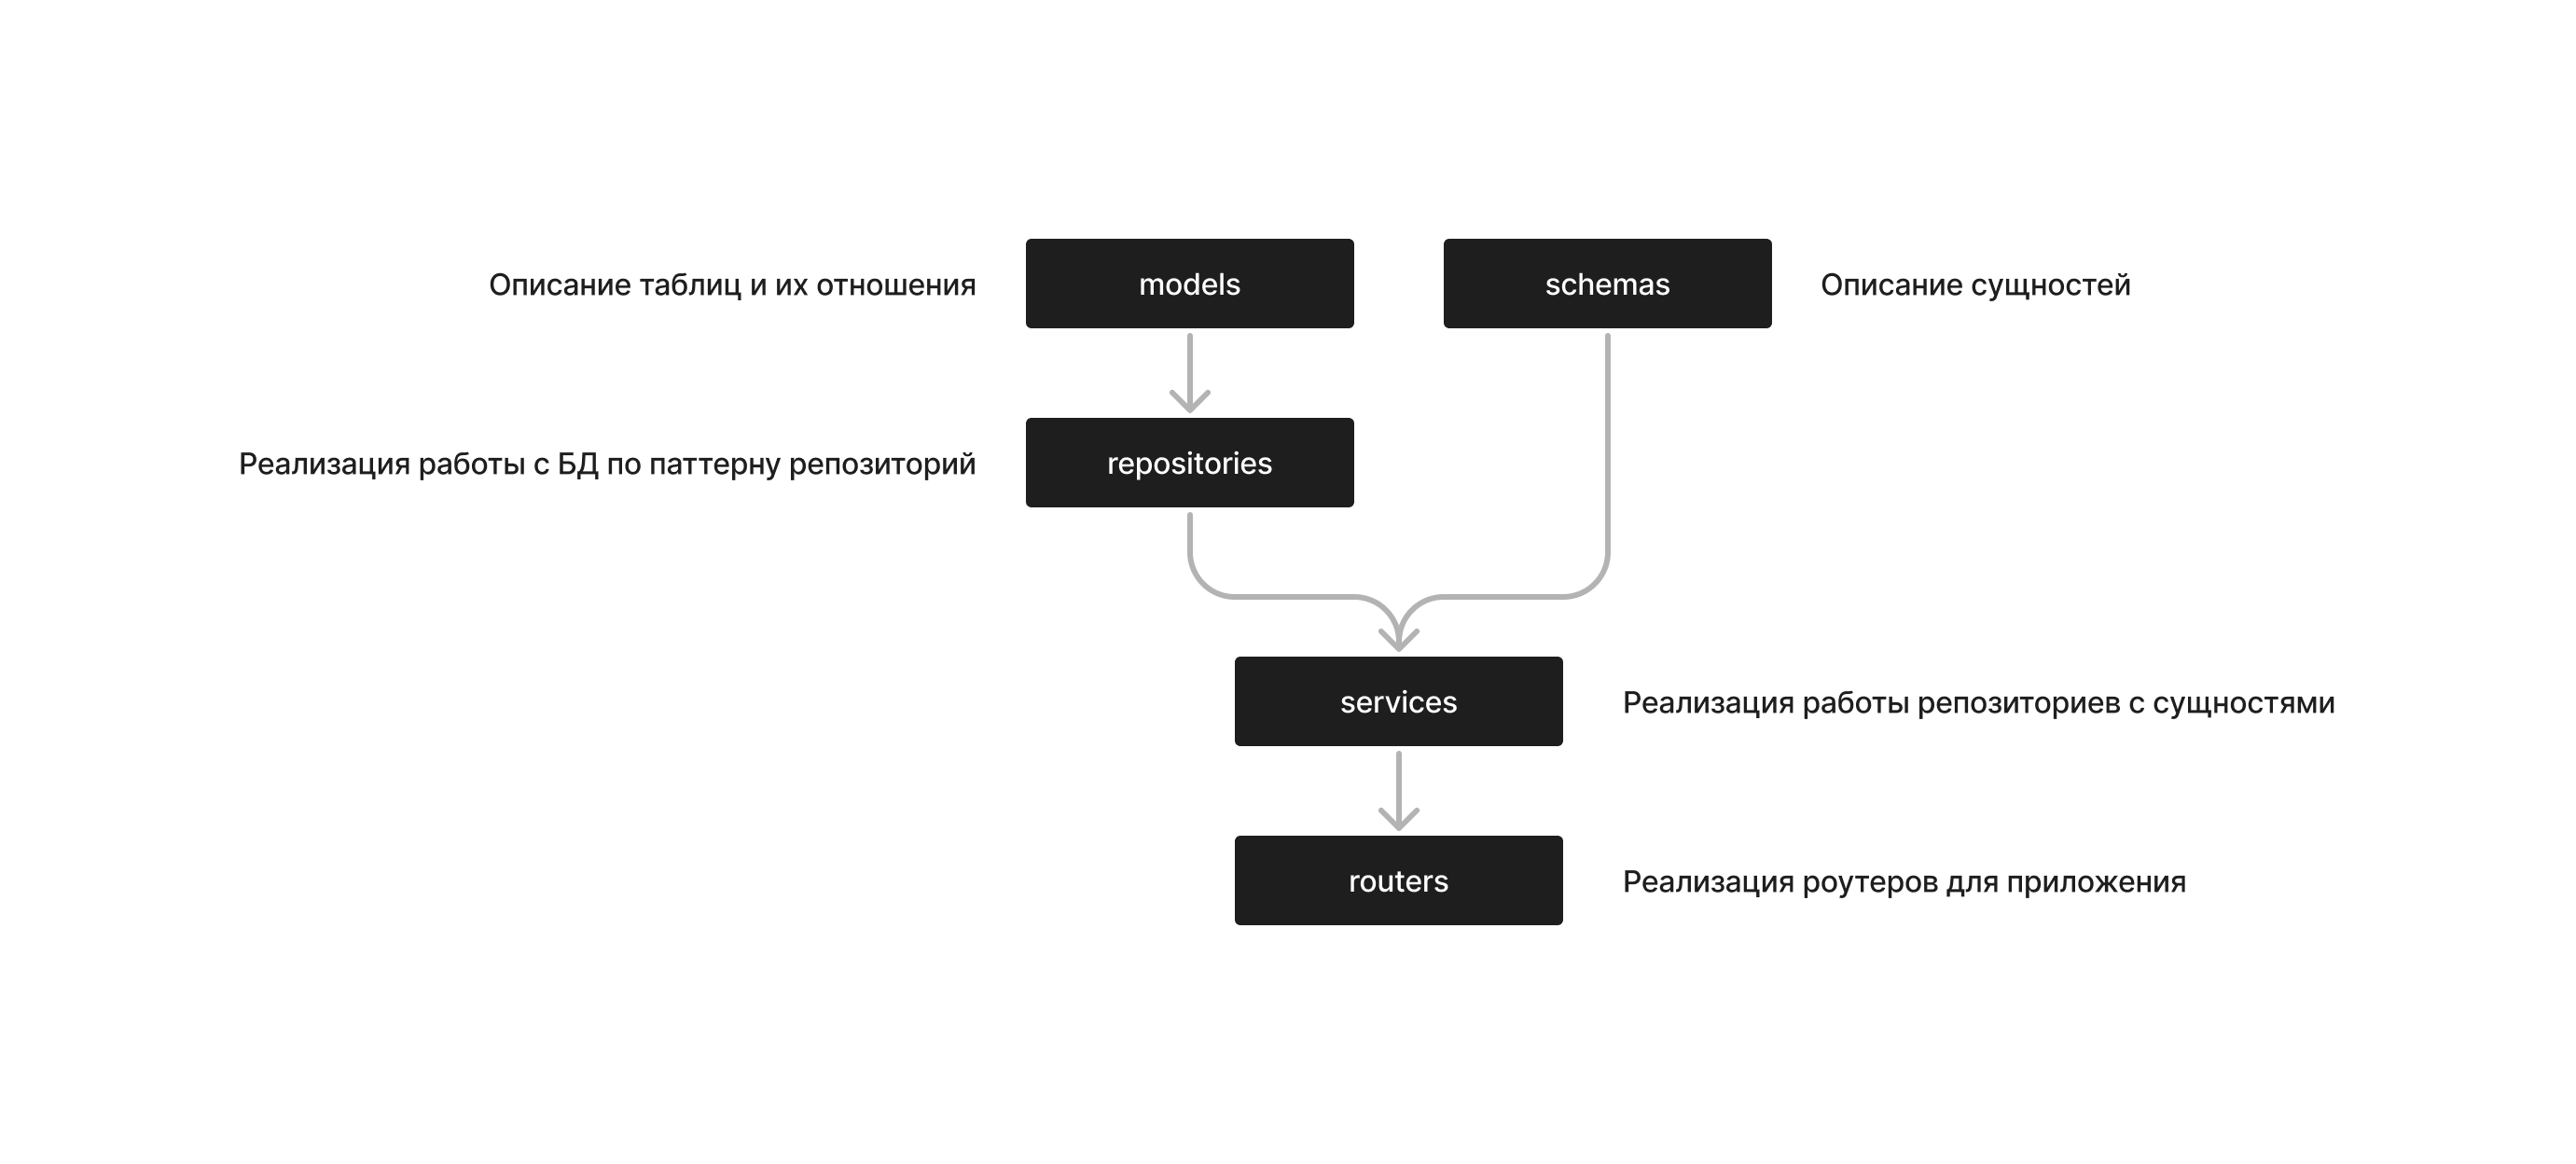 Описание таблиц и их отношения
models
schemas
Описание сущностей
Реализация работы с БД по паттерну репозиторий
repositories
services
Реализация работы репозиториев с сущностями
routers
Реализация роутеров для приложения